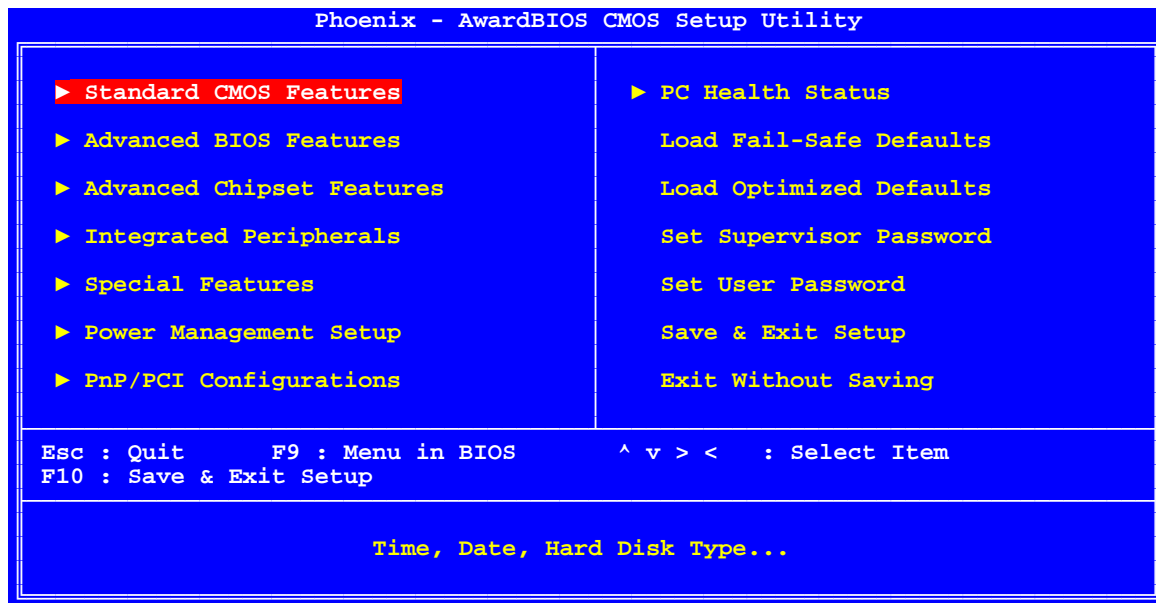 Phoenix - AwardBIOS CMOS Setup Utility
► Standard CMOS Features
► Advanced BIOS Features
► Advanced Chipset Features
► Integrated Peripherals
► Special Features
► Power Management Setup
► PnP/PCI Configurations
► PC Health Status
Load Fail-Safe Defaults
Load Optimized Defaults
Set Supervisor Password
Set User Password
Save & Exit Setup
Exit Without Saving
Esc : Quit F9 : Menu in BIOS ^ v > < : Select Item
F10 : Save & Exit Setup
Time, Date, Hard Disk Type...